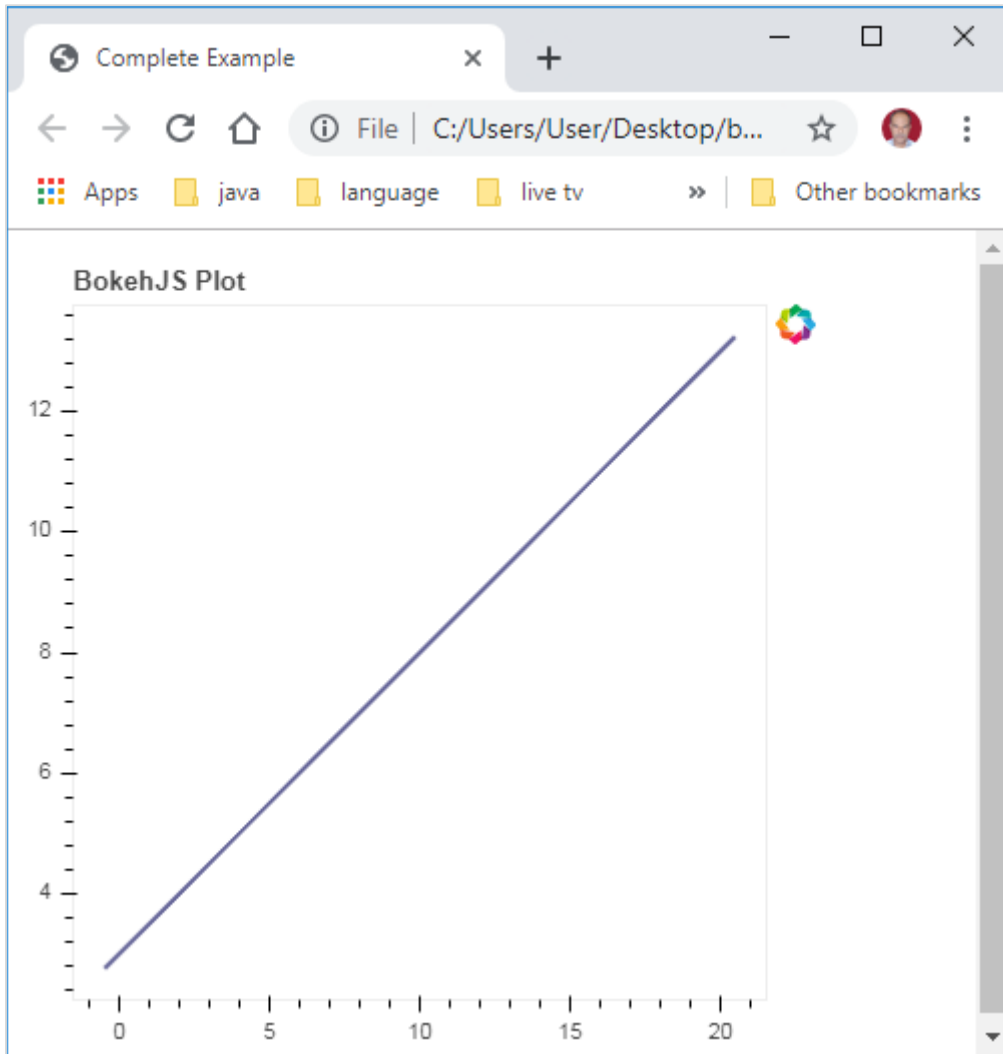 Complete Example
File C:/Users/User/Desktop/b...
Apps java language live tv » Other bookmarks
BokehJS Plot
12
10
8
6
4
0 5 10 15 20